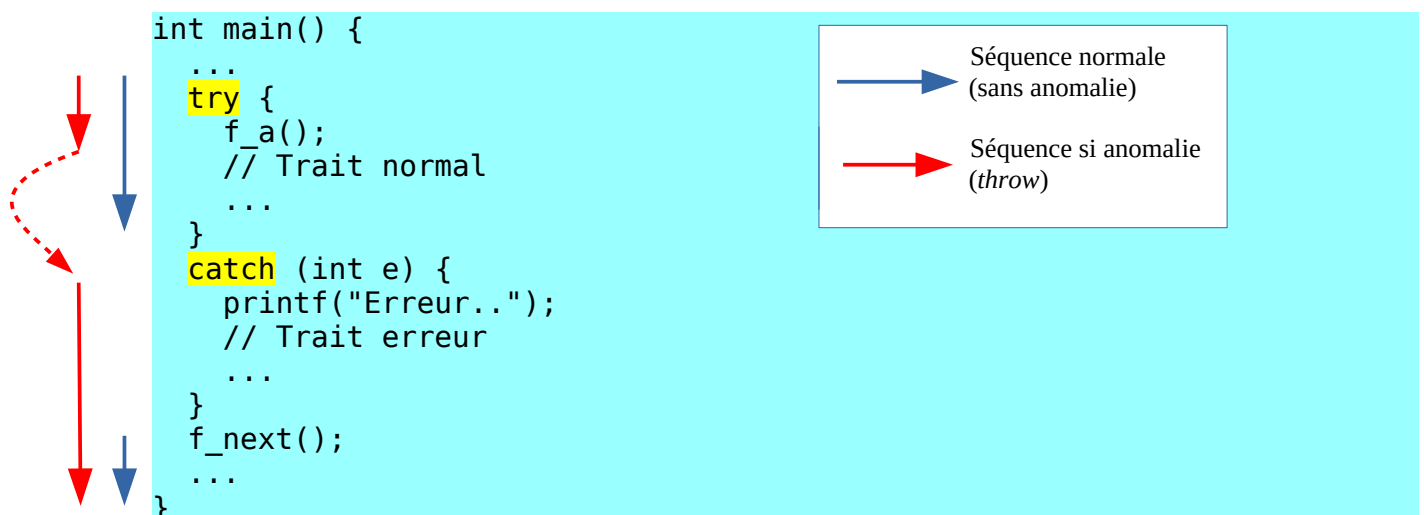 int main() {
  ...
  try {
    f_a();
    // Trait normal
    ...
  }
  catch (int e) {
    printf("Erreur..");
    // Trait erreur
    ...
  }
  f_next();
  ...
}
Séquence normale
(sans anomalie)
Séquence si anomalie
(throw)